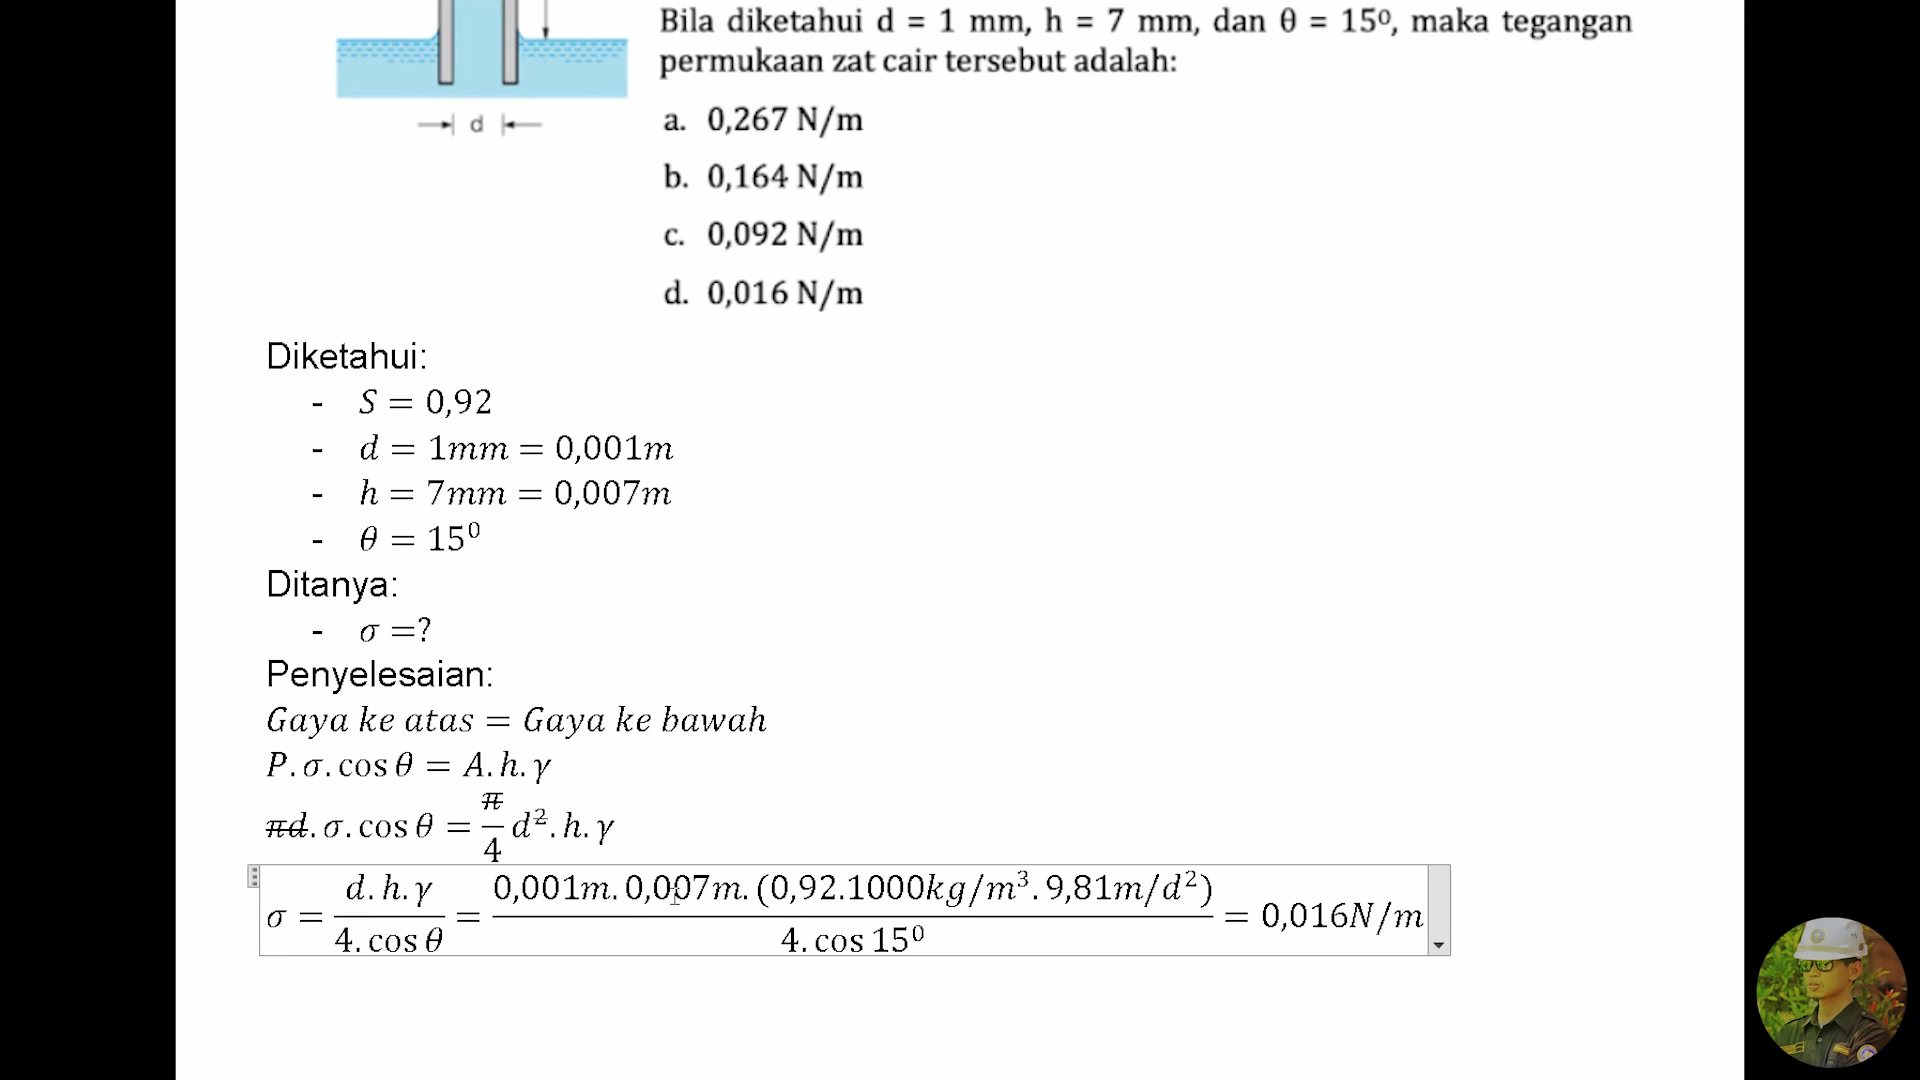 Bila diketahui d = 1 mm, h = 7 mm, dan θ = 15⁰, maka tegangan
permukaan zat cair tersebut adalah:
d
a. 0,267 N/m
b. 0,164 N/m
c. 0,092 N/m
d. 0,016 N/m
Diketahui:
- S = 0,92
- d = 1mm = 0,001m
- h = 7mm = 0,007m
- θ = 15⁰
Ditanya:
- σ =?
Penyelesaian:
Gaya ke atas = Gaya ke bawah
P. σ. cos θ = A. h. γ
πd. σ. cos θ = π/4 d². h. γ
σ = d. h. γ / 4. cos θ = 0,001m. 0,007m. (0,92.1000kg/m³. 9,81m/d²) / 4. cos 15⁰ = 0,016N/m